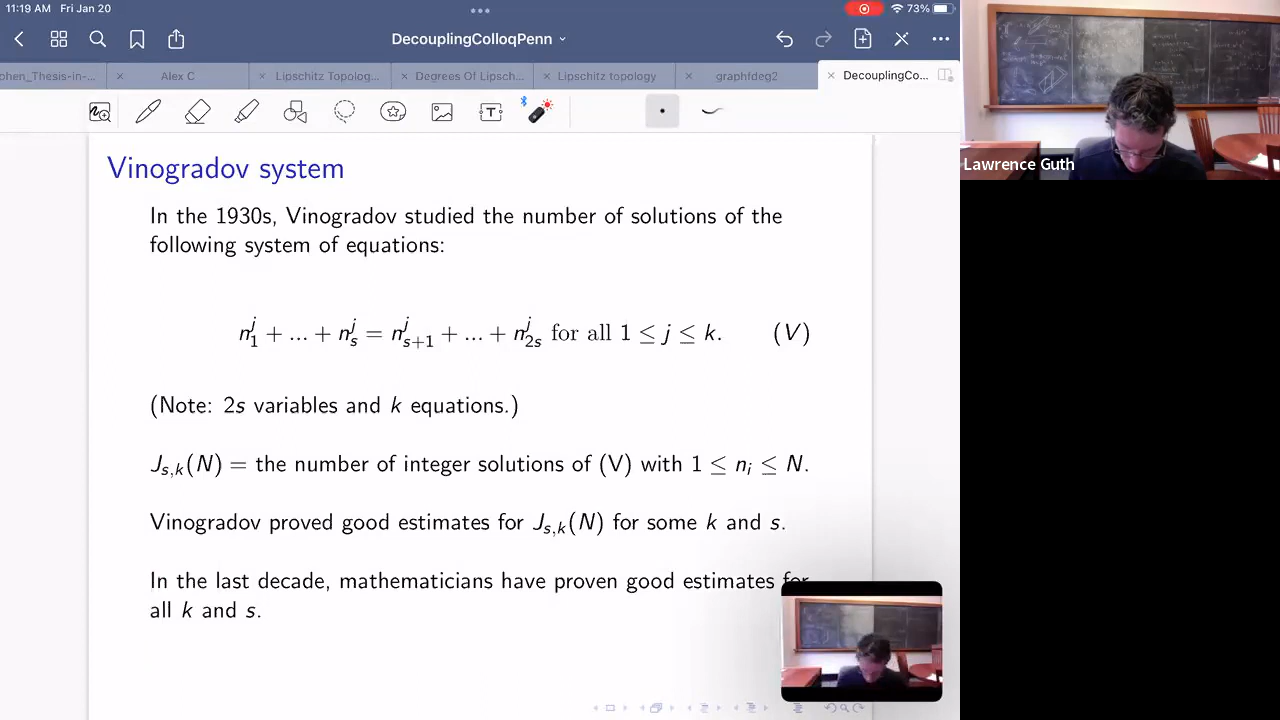 11:19 AM Fri Jan 20
73%
DecouplingColloqPenn
ohen_Thesis-in-...
Alex C
Lipschitz Topolog...
Degrees Of Lipsch...
Lipschitz topology
graphfdeg2
DecouplingCo...
Vinogradov system
In the 1930s, Vinogradov studied the number of solutions of the
following system of equations:
n_1^j + ... + n_s^j = n_{s+1}^j + ... + n_{2s}^j for all 1 ≤ j ≤ k. (V)
(Note: 2s variables and k equations.)
J_{s,k}(N) = the number of integer solutions of (V) with 1 ≤ n_i ≤ N.
Vinogradov proved good estimates for J_{s,k}(N) for some k and s.
In the last decade, mathematicians have proven good estimates for
all k and s.
Lawrence Guth